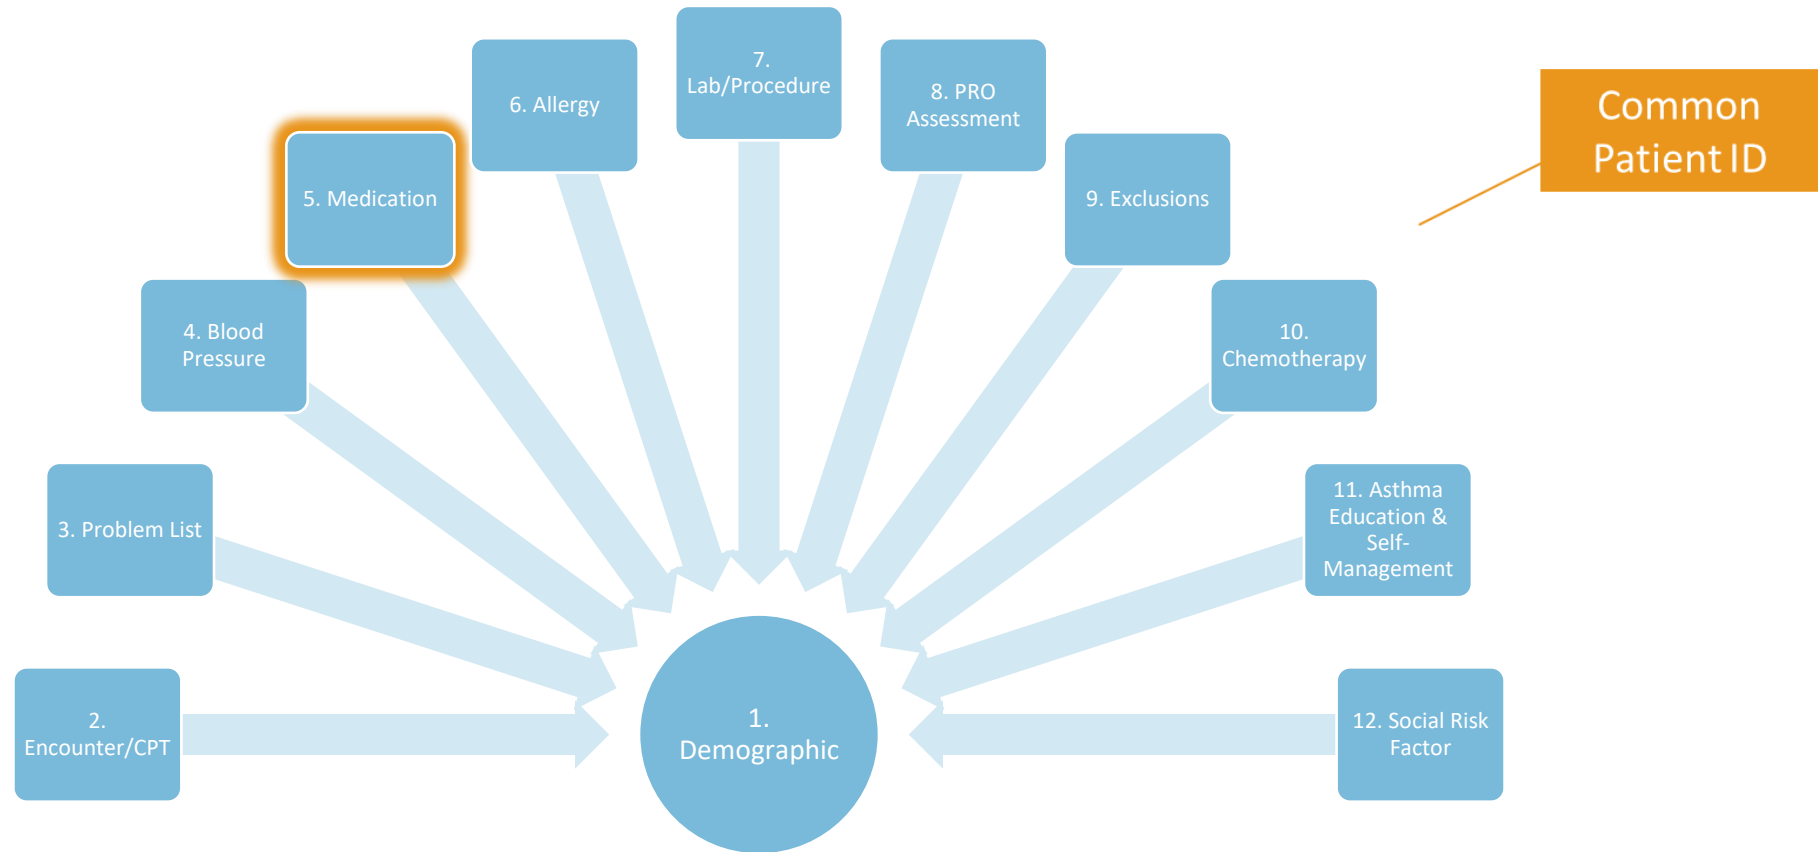 7.
Lab/Procedure
6. Allergy
8. PRO
Assessment
Common
Patient ID
5. Medication
9. Exclusions
4. Blood
Pressure
10.
Chemotherapy
3. Problem List
11. Asthma
Education &
Self-
Management
2.
Encounter/CPT
1.
Demographic
12. Social Risk
Factor